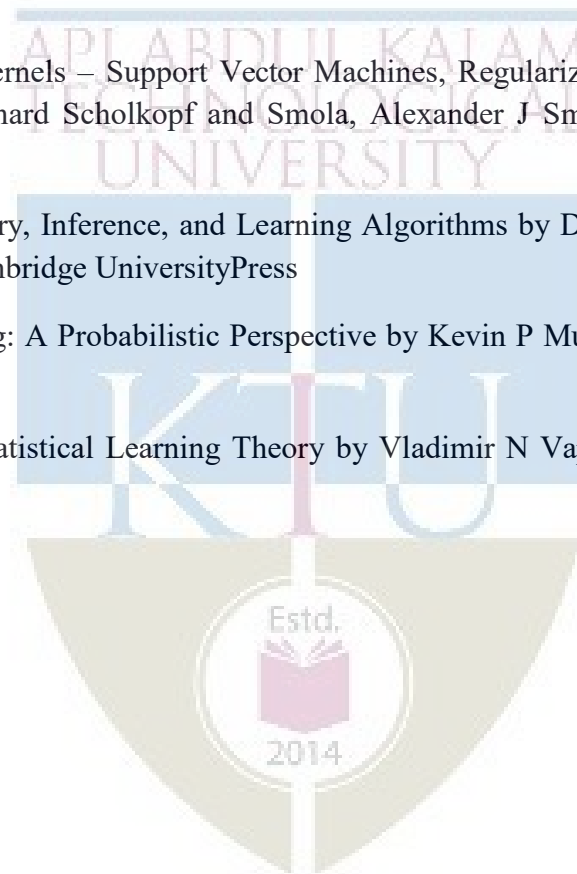 APJ ABDUL KALAM
ernels – Support Vector Machines, Regulariz
TECHNOLOGICAL
hard Scholkopf and Smola, Alexander J Sm
UNIVERSITY
ry, Inference, and Learning Algorithms by D
nbridge UniversityPress
g: A Probabilistic Perspective by Kevin P Mu
KTU
atistical Learning Theory by Vladimir N Va
Estd.
2014